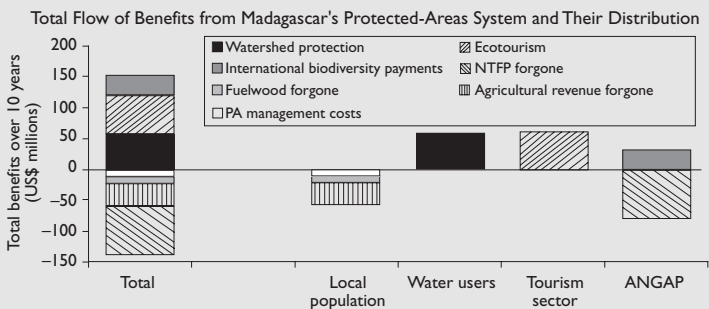 Total Flow of Benefits from Madagascar's Protected-Areas System and Their Distribution
Total benefits over 10 years
(US$ millions)
200
150
100
50
0
−50
−100
−150
Watershed protection
Ecotourism
International biodiversity payments
NTFP forgone
Fuelwood forgone
Agricultural revenue forgone
PA management costs
Total
Local
population
Water users
Tourism
sector
ANGAP